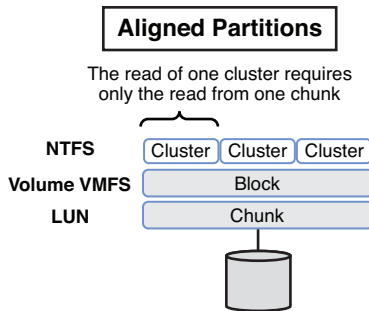 Aligned Partitions
The read of one cluster requires
only the read from one chunk
NTFS Cluster Cluster Cluster
Volume VMFS Block
LUN Chunk